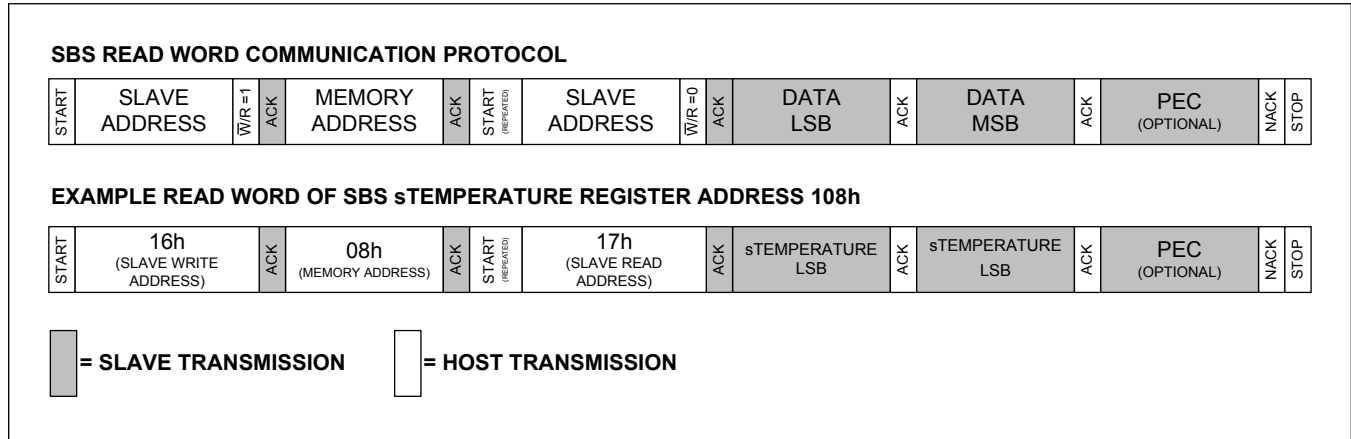 SBS READ WORD COMMUNICATION PROTOCOL
START
SLAVE
ADDRESS
W̅/R =1
ACK
MEMORY
ADDRESS
ACK
START
(REPEATED)
SLAVE
ADDRESS
W̅/R =0
ACK
DATA
LSB
ACK
DATA
MSB
ACK
PEC
(OPTIONAL)
NACK
STOP
EXAMPLE READ WORD OF SBS sTEMPERATURE REGISTER ADDRESS 108h
START
16h
(SLAVE WRITE
ADDRESS)
ACK
08h
(MEMORY ADDRESS)
ACK
START
(REPEATED)
17h
(SLAVE READ
ADDRESS)
ACK
sTEMPERATURE
LSB
ACK
sTEMPERATURE
LSB
ACK
PEC
(OPTIONAL)
NACK
STOP
= SLAVE TRANSMISSION
= HOST TRANSMISSION